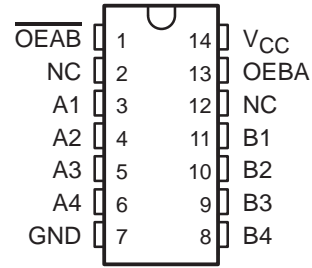 O̅E̅A̅B̅ 1 14 VCC
NC 2 13 OEBA
A1 3 12 NC
A2 4 11 B1
A3 5 10 B2
A4 6 9 B3
GND 7 8 B4